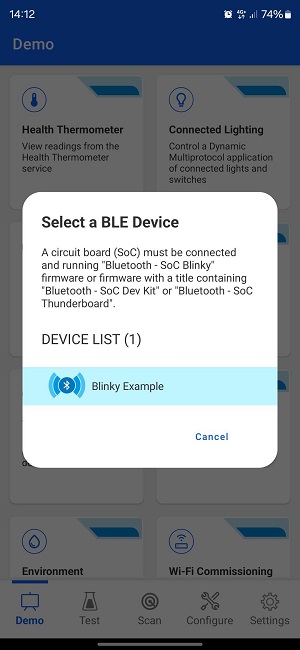 14:12
4G+
74%
Demo
Health Thermometer
View readings from the
Health Thermometer
service
Connected Lighting
Control a Dynamic
Multiprotocol application
of connected lights and
switches
Select a BLE Device
A circuit board (SoC) must be connected
and running "Bluetooth - SoC Blinky"
firmware or firmware with a title containing
"Bluetooth - SoC Dev Kit" or "Bluetooth - SoC
Thunderboard".
DEVICE LIST (1)
Blinky Example
Cancel
Environment
Wi-Fi Commissioning
Demo
Test
Scan
Configure
Settings